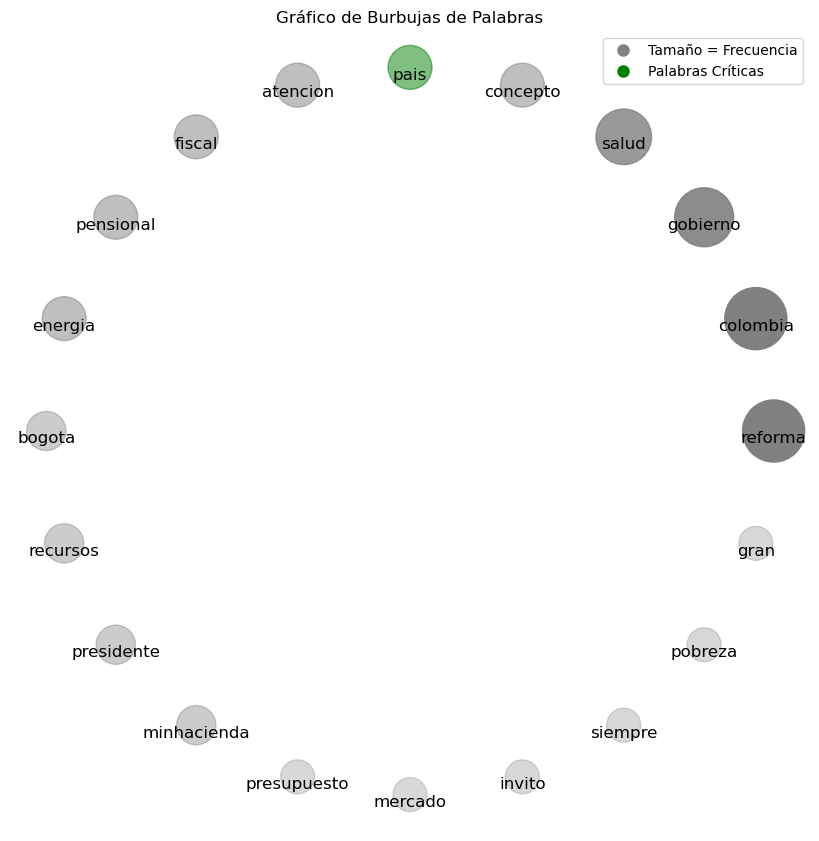 Gráfico de Burbujas de Palabras
Tamaño = Frecuencia
Palabras Críticas
pais
atencion
concepto
fiscal
salud
pensional
gobierno
energia
colombia
bogota
reforma
recursos
gran
presidente
pobreza
minhacienda
siempre
presupuesto
invito
mercado